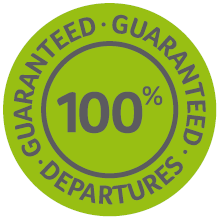 GUARANTEED · GUARANTEED ·
100%
· DEPARTURES